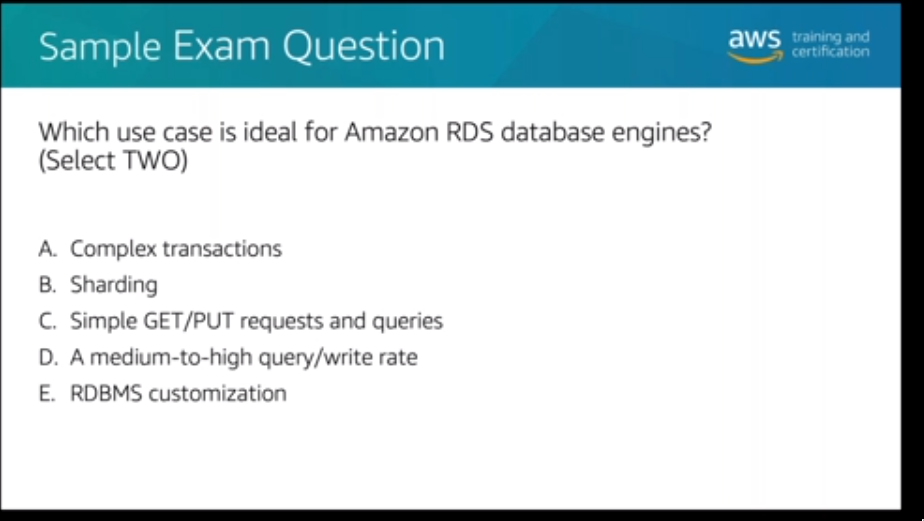 Sample Exam Question
aws training and
certification
Which use case is ideal for Amazon RDS database engines?
(Select TWO)
A. Complex transactions
B. Sharding
C. Simple GET/PUT requests and queries
D. A medium-to-high query/write rate
E. RDBMS customization